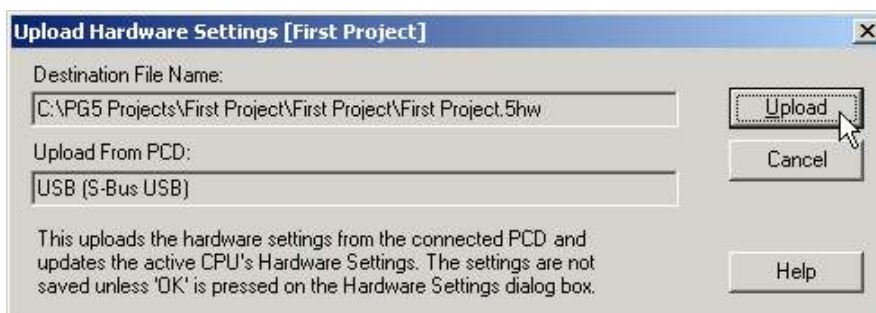 Upload Hardware Settings [First Project]
Destination File Name:
C:\PG5 Projects\First Project\First Project\First Project.5hw
Upload
Upload From PCD:
Cancel
USB (S-Bus USB)
This uploads the hardware settings from the connected PCD and
updates the active CPU's Hardware Settings. The settings are not
saved unless 'OK' is pressed on the Hardware Settings dialog box.
Help